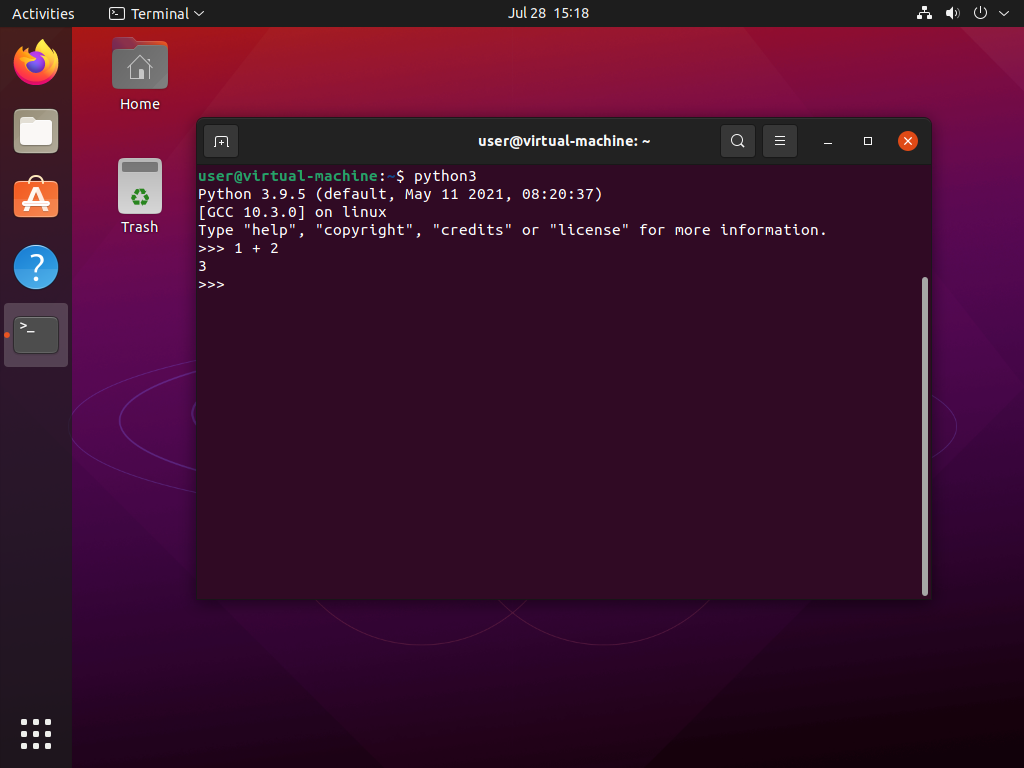 Activities
Terminal
Jul 28 15:18
Home
Trash
user@virtual-machine: ~
user@virtual-machine:~$ python3
Python 3.9.5 (default, May 11 2021, 08:20:37)
[GCC 10.3.0] on linux
Type "help", "copyright", "credits" or "license" for more information.
>>> 1 + 2
3
>>>